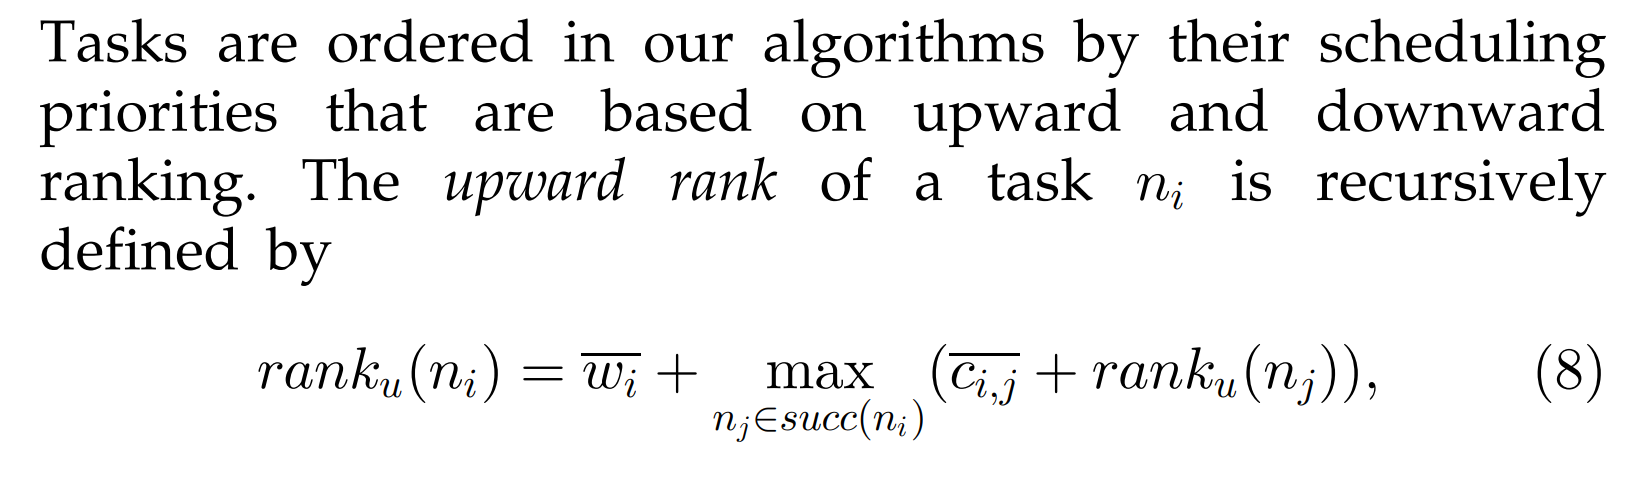 Tasks are ordered in our algorithms by their scheduling
priorities that are based on upward and downward
ranking. The upward rank of a task n_i is recursively
defined by
rank_u(n_i) = \overline{w_i} + \max_{n_j \in succ(n_i)} (\overline{c_{i,j}} + rank_u(n_j)), (8)